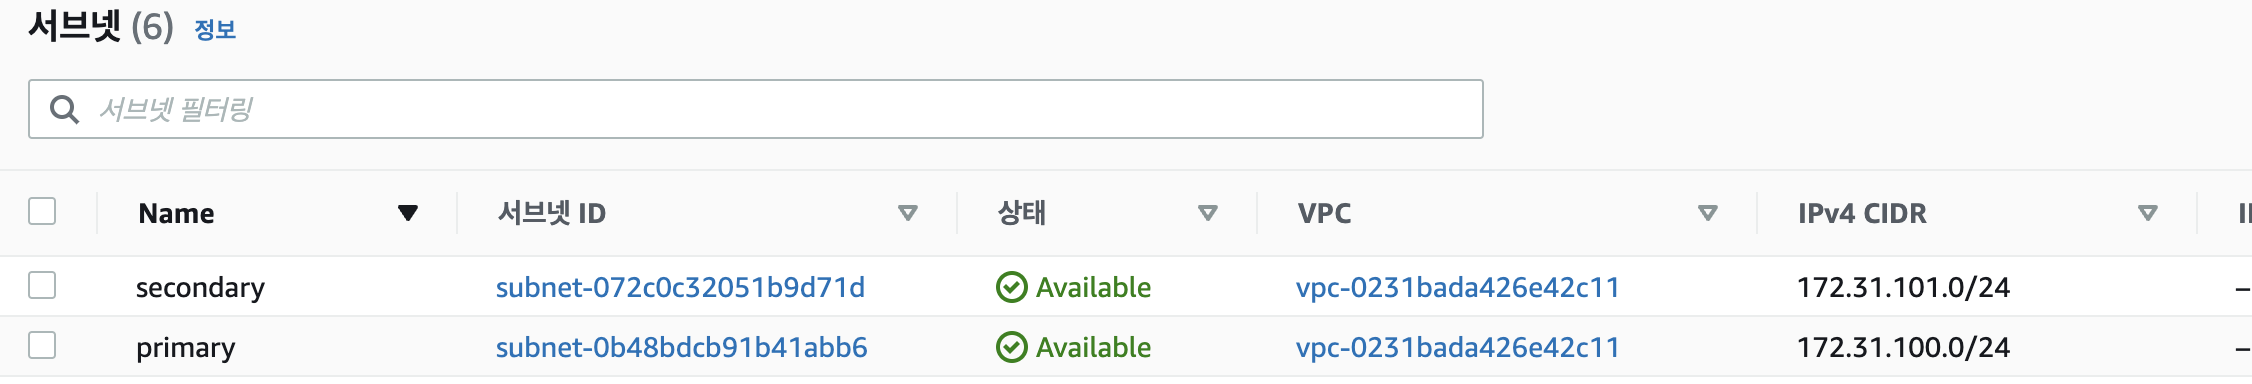 서브넷 (6) 정보
서브넷 필터링
Name 서브넷 ID 상태 VPC IPv4 CIDR
secondary subnet-072c0c32051b9d71d Available vpc-0231bada426e42c11 172.31.101.0/24 –
primary subnet-0b48bdcb91b41abb6 Available vpc-0231bada426e42c11 172.31.100.0/24 –